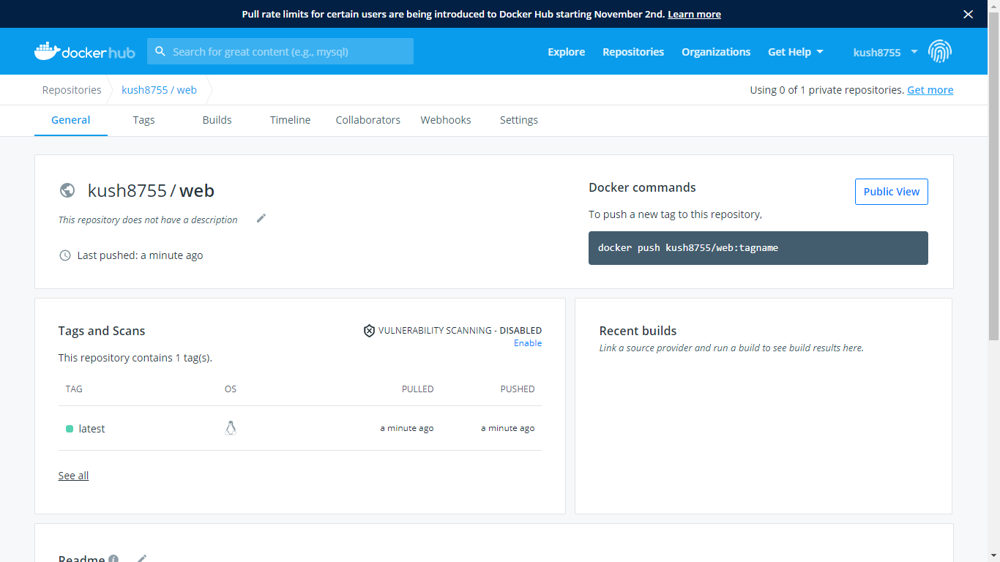 Pull rate limits for certain users are being introduced to Docker Hub starting November 2nd. Learn more
dockerhub
Search for great content (e.g., mysql)
Explore
Repositories
Organizations
Get Help
kush8755
Repositories
kush8755 / web
Using 0 of 1 private repositories. Get more
General
Tags
Builds
Timeline
Collaborators
Webhooks
Settings
kush8755 / web
This repository does not have a description
Last pushed: a minute ago
Docker commands
Public View
To push a new tag to this repository,
docker push kush8755/web:tagname
Tags and Scans
VULNERABILITY SCANNING - DISABLED
Enable
This repository contains 1 tag(s).
TAG OS PULLED PUSHED
latest a minute ago a minute ago
See all
Recent builds
Link a source provider and run a build to see build results here.
Readme